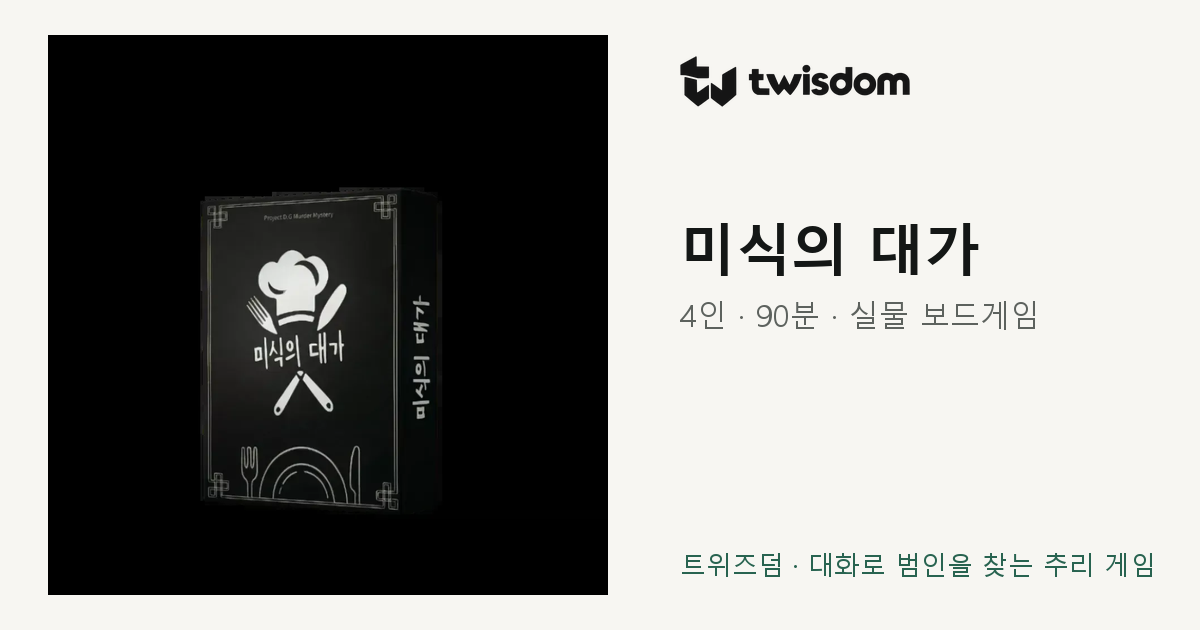 Project D.G Murder Mystery
미식의 대가
미식의 대가
twisdom
미식의 대가
4인 · 90분 · 실물 보드게임
트위즈덤 · 대화로 범인을 찾는 추리 게임